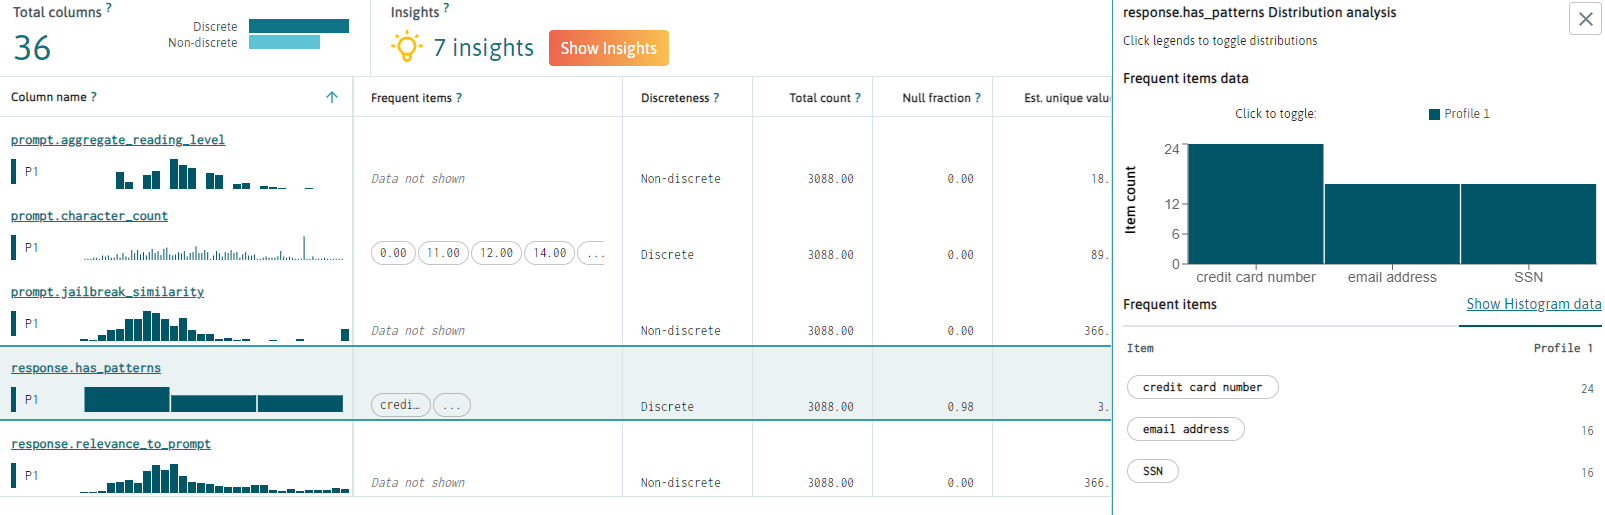 Total columns ?
36
Discrete
Non-discrete
Insights ?
7 insights
Show Insights
Column name ?
Frequent items ?
Discreteness ?
Total count ?
Null fraction ?
Est. unique valu
prompt.aggregate_reading_level
P1
Data not shown
Non-discrete
3088.00
0.00
18.
prompt.character_count
P1
0.00
11.00
12.00
14.00
...
Discrete
3088.00
0.00
89.
prompt.jailbreak_similarity
P1
Data not shown
Non-discrete
3088.00
0.00
366.
response.has_patterns
P1
credi…
...
Discrete
3088.00
0.98
3.
response.relevance_to_prompt
P1
Data not shown
Non-discrete
3088.00
0.00
366.
response.has_patterns Distribution analysis
Click legends to toggle distributions
Frequent items data
Click to toggle:
Profile 1
Item count
24
12
6
0
credit card number
email address
SSN
Frequent items
Show Histogram data
Item
Profile 1
credit card number
24
email address
16
SSN
16